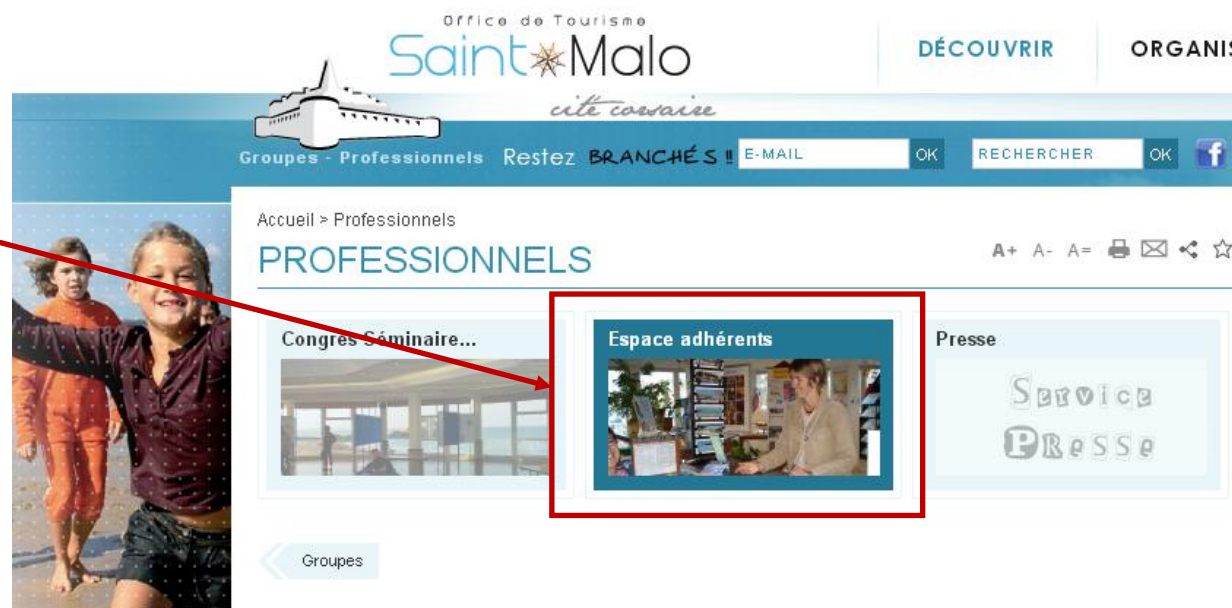 Office de Tourisme
Saint Malo
cité corsaire
DÉCOUVRIR
ORGANIS
Groupes - Professionnels
Restez BRANCHÉS !!
E-MAIL
OK
RECHERCHER
OK
f
Accueil > Professionnels
PROFESSIONNELS
A+ A- A=
Congrès Séminaire...
Espace adhérents
Presse
Service
PResse
Groupes